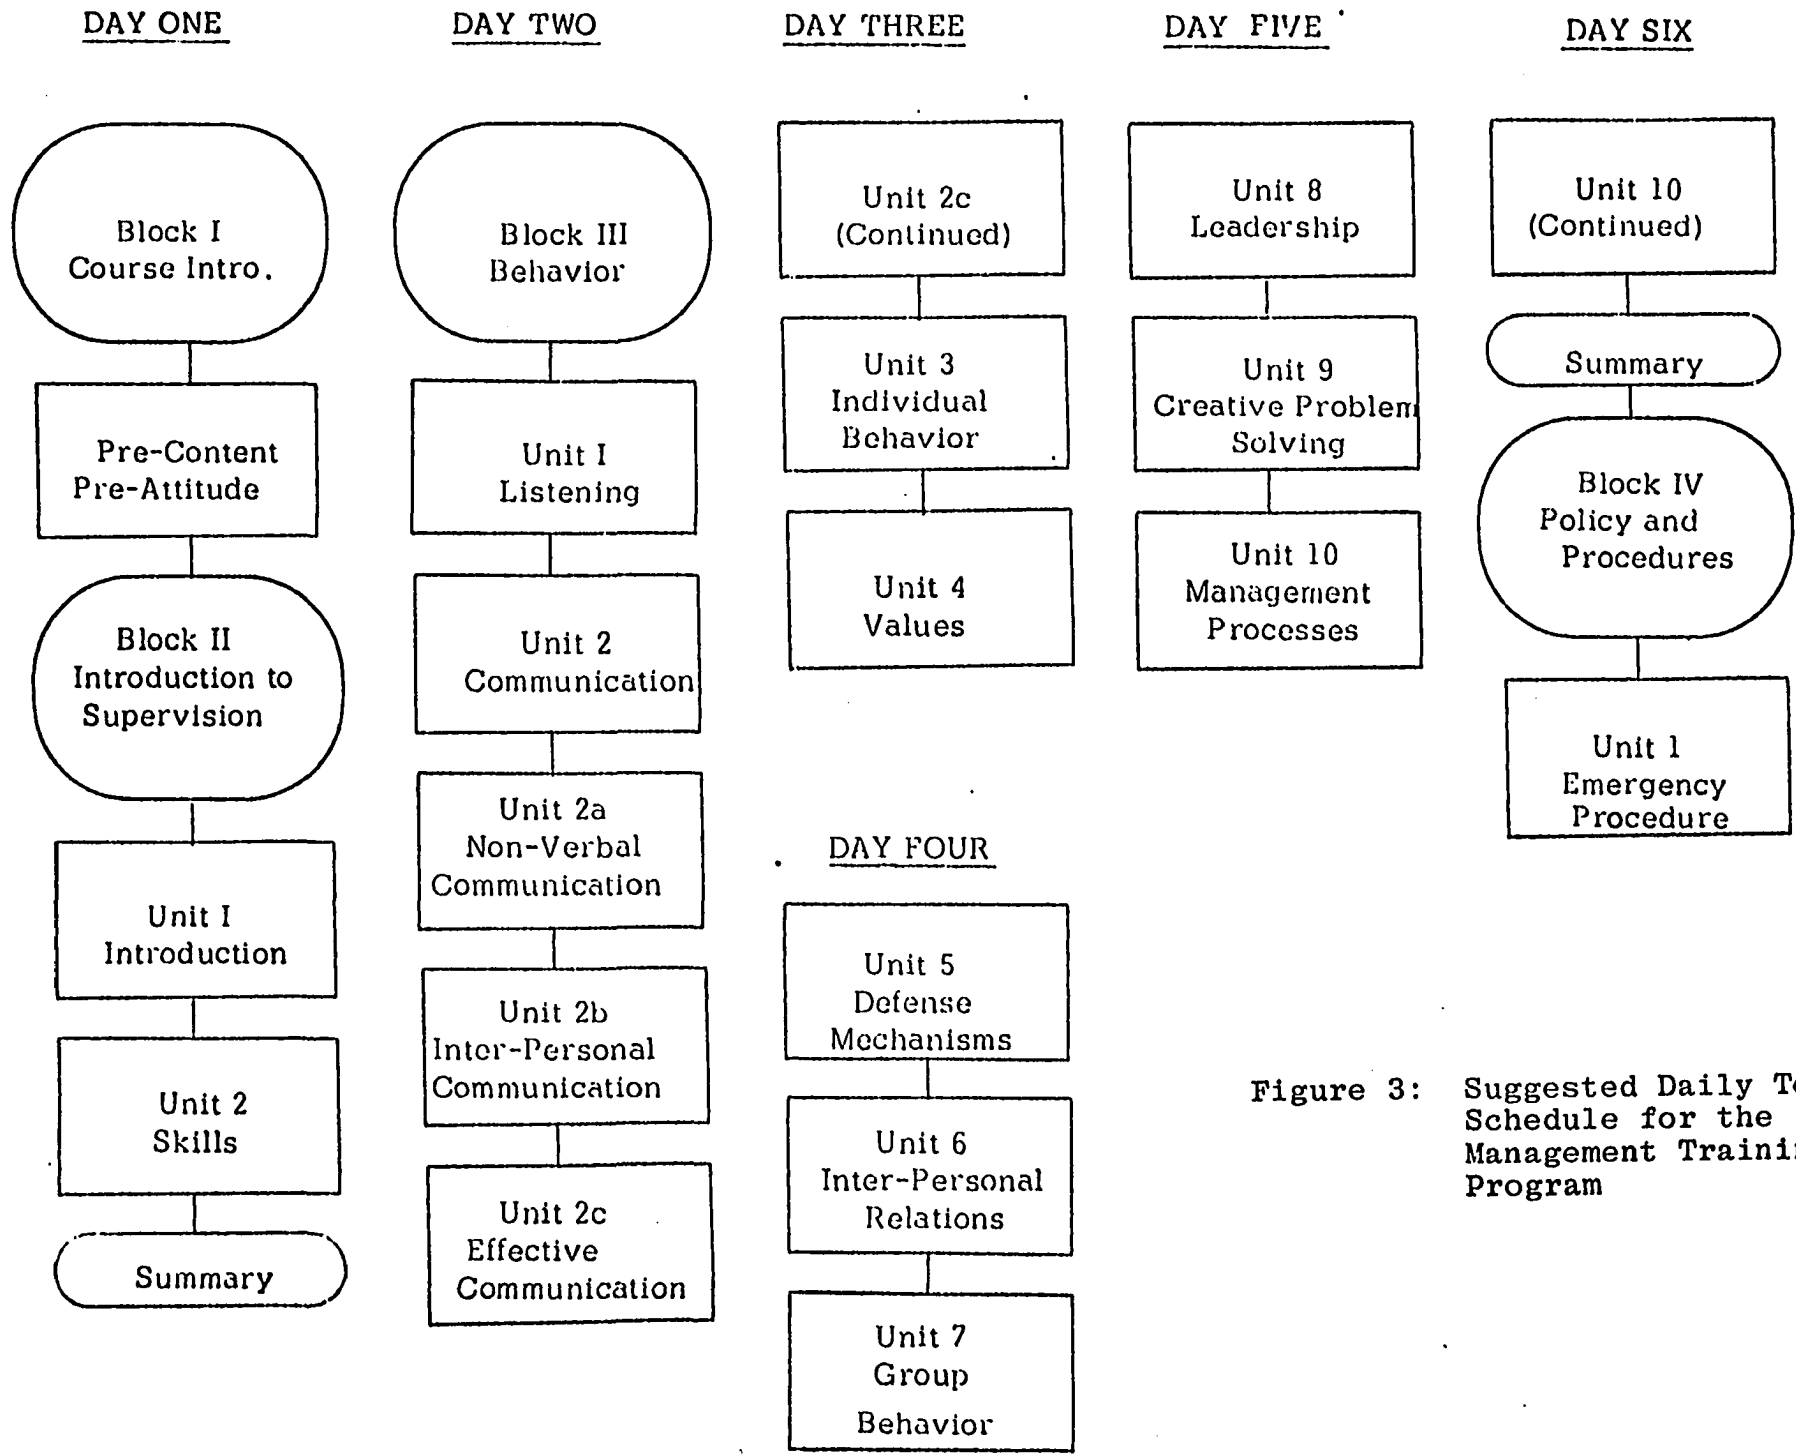 DAY ONE
Block I
Course Intro.
Pre-Content
Pre-Attitude
Block II
Introduction to
Supervision
Unit I
Introduction
Unit 2
Skills
Summary
DAY TWO
Block III
Behavior
Unit I
Listening
Unit 2
Communication
Unit 2a
Non-Verbal
Communication
Unit 2b
Inter-Personal
Communication
Unit 2c
Effective
Communication
DAY THREE
Unit 2c
(Continued)
Unit 3
Individual
Behavior
Unit 4
Values
DAY FOUR
Unit 5
Defense
Mechanisms
Unit 6
Inter-Personal
Relations
Unit 7
Group
Behavior
DAY FIVE
Unit 8
Leadership
Unit 9
Creative Problem
Solving
Unit 10
Management
Processes
DAY SIX
Unit 10
(Continued)
Summary
Block IV
Policy and
Procedures
Unit 1
Emergency
Procedure
Figure 3: Suggested Daily
Schedule for the
Management
Program